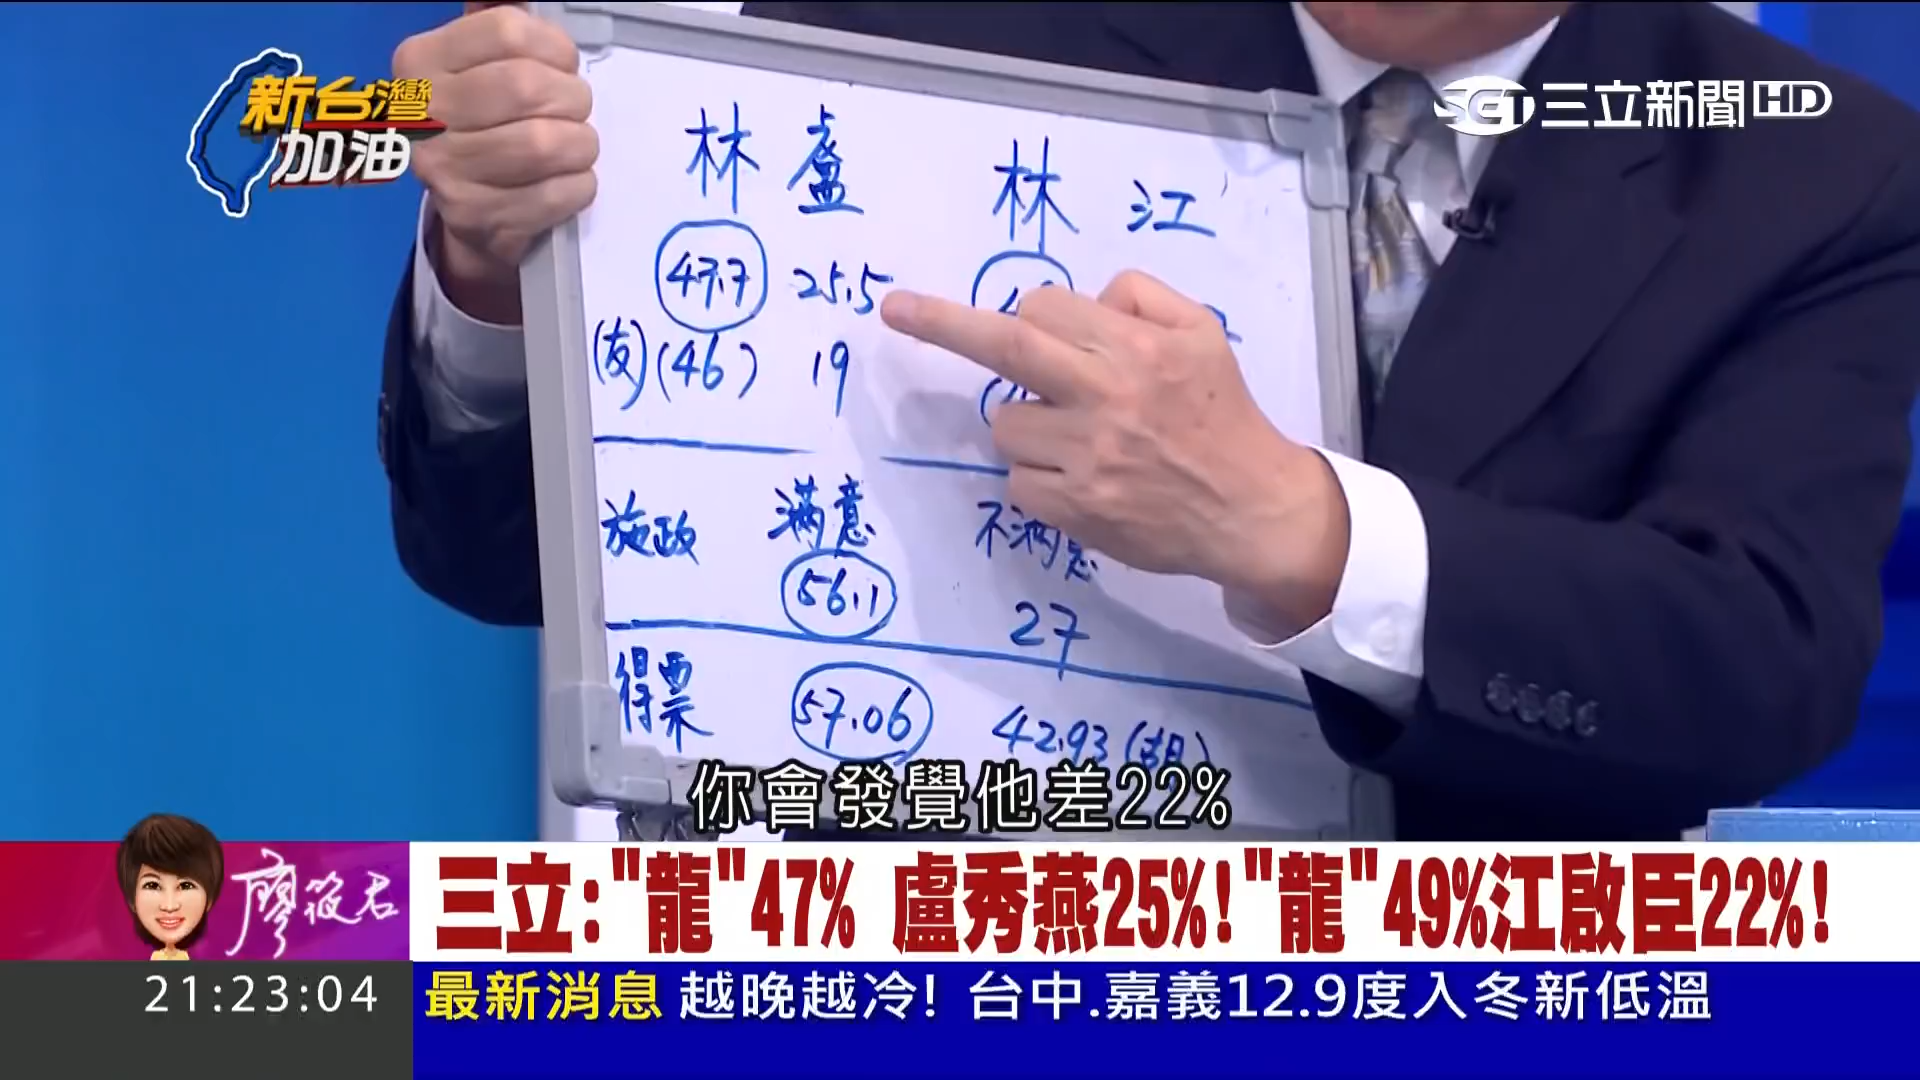 新台灣
加油
SET三立新聞HD
林 盧 林 江
47.7 25.5
(友)(46) 19
施政 滿意 不滿意
56.1 27
得票 57.06 42.93(胡)
你會發覺他差22%
三立:"龍"47% 盧秀燕25%!"龍"49%江啟臣22%!
廖筱君
21:23:04 最新消息 越晚越冷! 台中.嘉義12.9度入冬新低溫